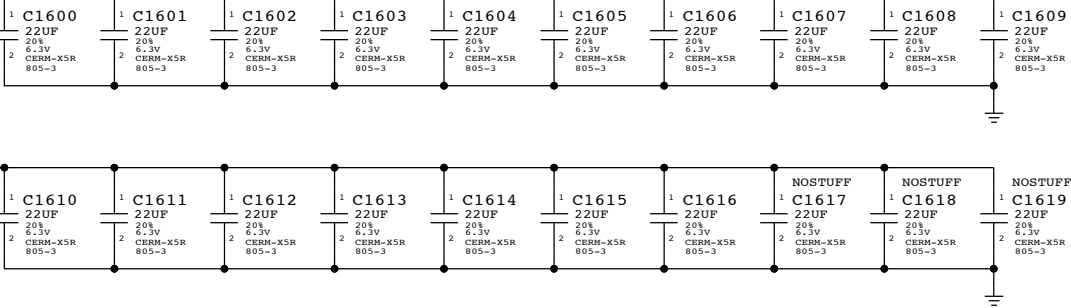 1 C1600 1 C1601 1 C1602 1 C1603 1 C1604 1 C1605 1 C1606 1 C1607 1 C1608 1 C1609
22UF 22UF 22UF 22UF 22UF 22UF 22UF 22UF 22UF 22UF
20% 20% 20% 20% 20% 20% 20% 20% 20% 20%
6.3V 6.3V 6.3V 6.3V 6.3V 6.3V 6.3V 6.3V 6.3V 6.3V
2 CERM-X5R 2 CERM-X5R 2 CERM-X5R 2 CERM-X5R 2 CERM-X5R 2 CERM-X5R 2 CERM-X5R 2 CERM-X5R 2 CERM-X5R 2 CERM-X5R
805-3 805-3 805-3 805-3 805-3 805-3 805-3 805-3 805-3 805-3
NOSTUFF NOSTUFF NOSTUFF
1 C1610 1 C1611 1 C1612 1 C1613 1 C1614 1 C1615 1 C1616 1 C1617 1 C1618 1 C1619
22UF 22UF 22UF 22UF 22UF 22UF 22UF 22UF 22UF 22UF
20% 20% 20% 20% 20% 20% 20% 20% 20% 20%
6.3V 6.3V 6.3V 6.3V 6.3V 6.3V 6.3V 6.3V 6.3V 6.3V
2 CERM-X5R 2 CERM-X5R 2 CERM-X5R 2 CERM-X5R 2 CERM-X5R 2 CERM-X5R 2 CERM-X5R 2 CERM-X5R 2 CERM-X5R 2 CERM-X5R
805-3 805-3 805-3 805-3 805-3 805-3 805-3 805-3 805-3 805-3